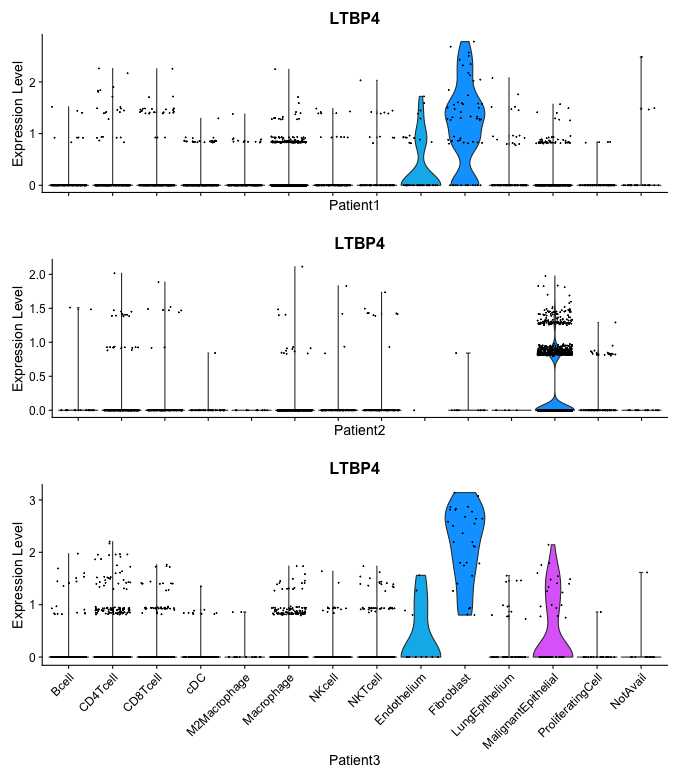 LTBP4
Expression Level
2
1
0
Patient1
LTBP4
Expression Level
2.0
1.5
1.0
0.5
0.0
Patient2
LTBP4
Expression Level
3
2
1
0
Bcell
CD4Tcell
CD8Tcell
cDC
M2Macrophage
Macrophage
NKcell
NKTcell
Endothelium
Fibroblast
LungEpithelium
MalignantEpithelial
ProliferatingCell
NotAvail
Patient3